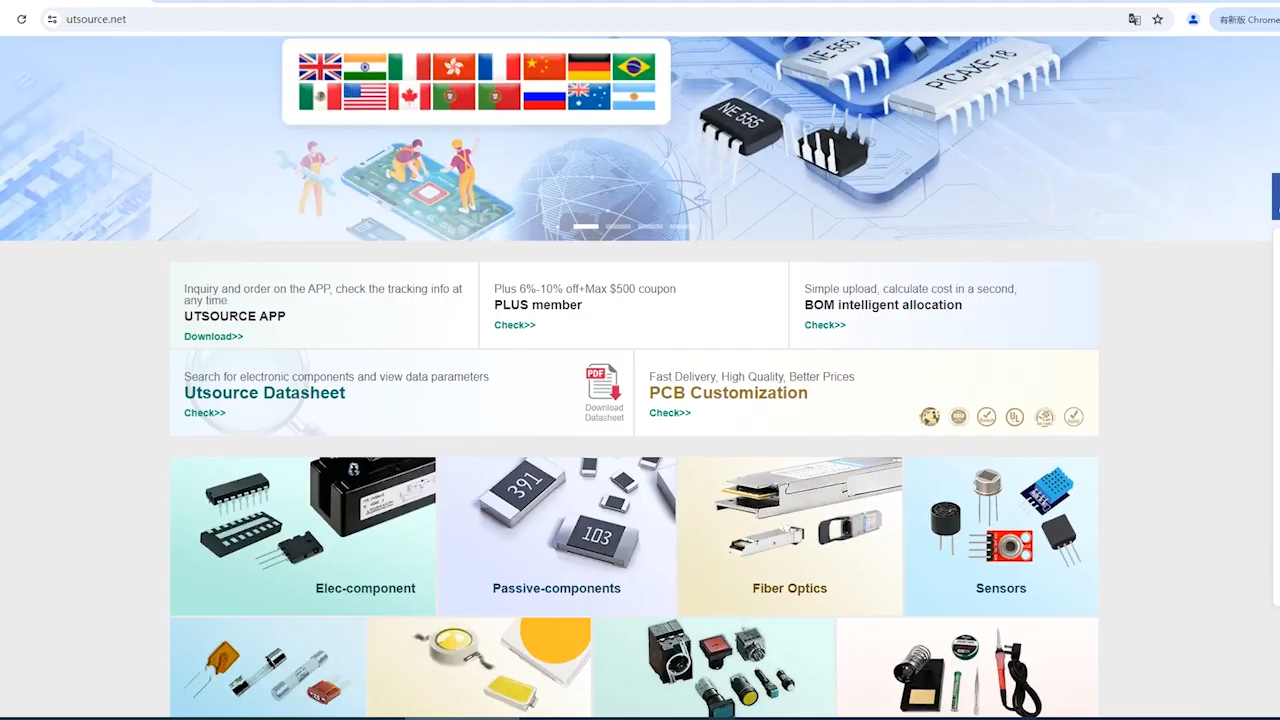 utsource.net
有新版 Chrome
NE 555
PICAXE-18
NE 555
Inquiry and order on the APP, check the tracking info at
any time.
UTSOURCE APP
Download>>
Plus 6%-10% off+Max $500 coupon
PLUS member
Check>>
Simple upload, calculate cost in a second,
BOM intelligent allocation
Check>>
Search for electronic components and view data parameters
Utsource Datasheet
Check>>
PDF
Download
Datasheet
Fast Delivery, High Quality, Better Prices
PCB Customization
Check>>
391
103
Elec-component
Passive-components
Fiber Optics
Sensors